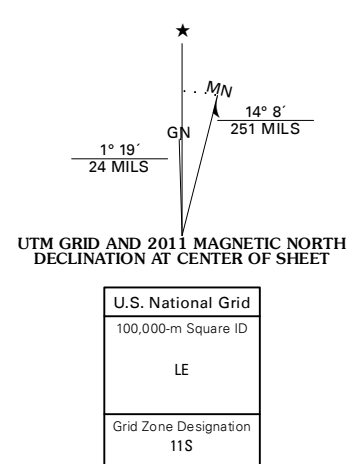 MN
GN
14° 8´
251 MILS
1° 19´
24 MILS
UTM GRID AND 2011 MAGNETIC NORTH
DECLINATION AT CENTER OF SHEET
U.S. National Grid
100,000-m Square ID
LE
Grid Zone Designation
11S